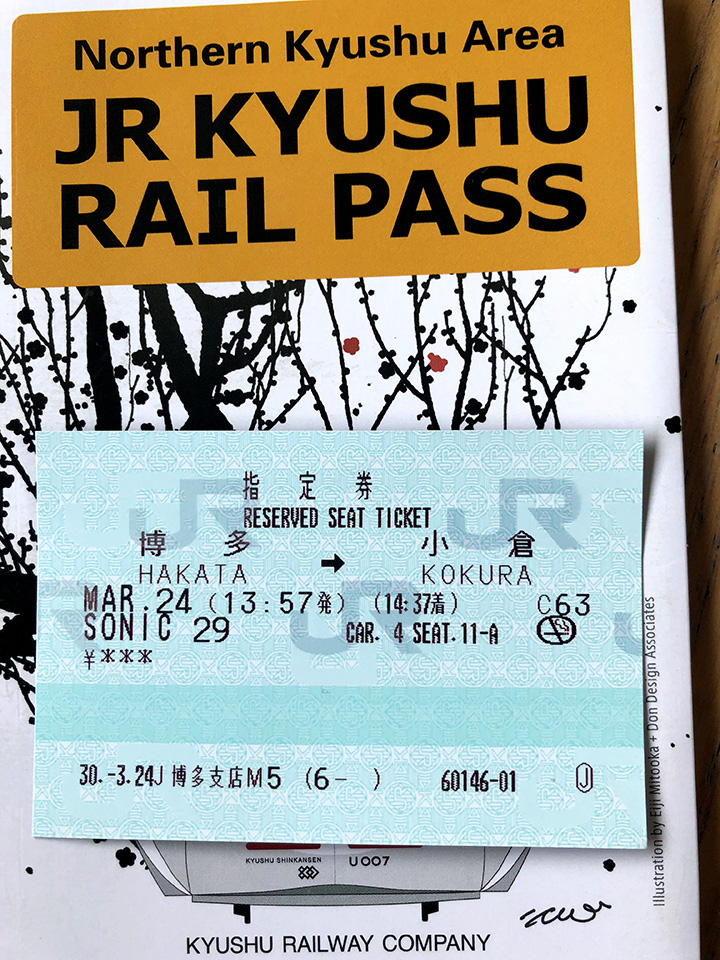 Northern Kyushu Area
JR KYUSHU
RAIL PASS
指定券
RESERVED SEAT TICKET
博多 → 小倉
HAKATA KOKURA
MAR.24 (13:57発) (14:37着) C63
SONIC 29 CAR. 4 SEAT.11-A
¥***
30.-3.24J 博多支店M5 (6- ) 60146-01 Ⓙ
JR JR
JR
KYUSHU SHINKANSEN U007
KYUSHU RAILWAY COMPANY
Illustration by Eiji Mitooka + Don Design Associates